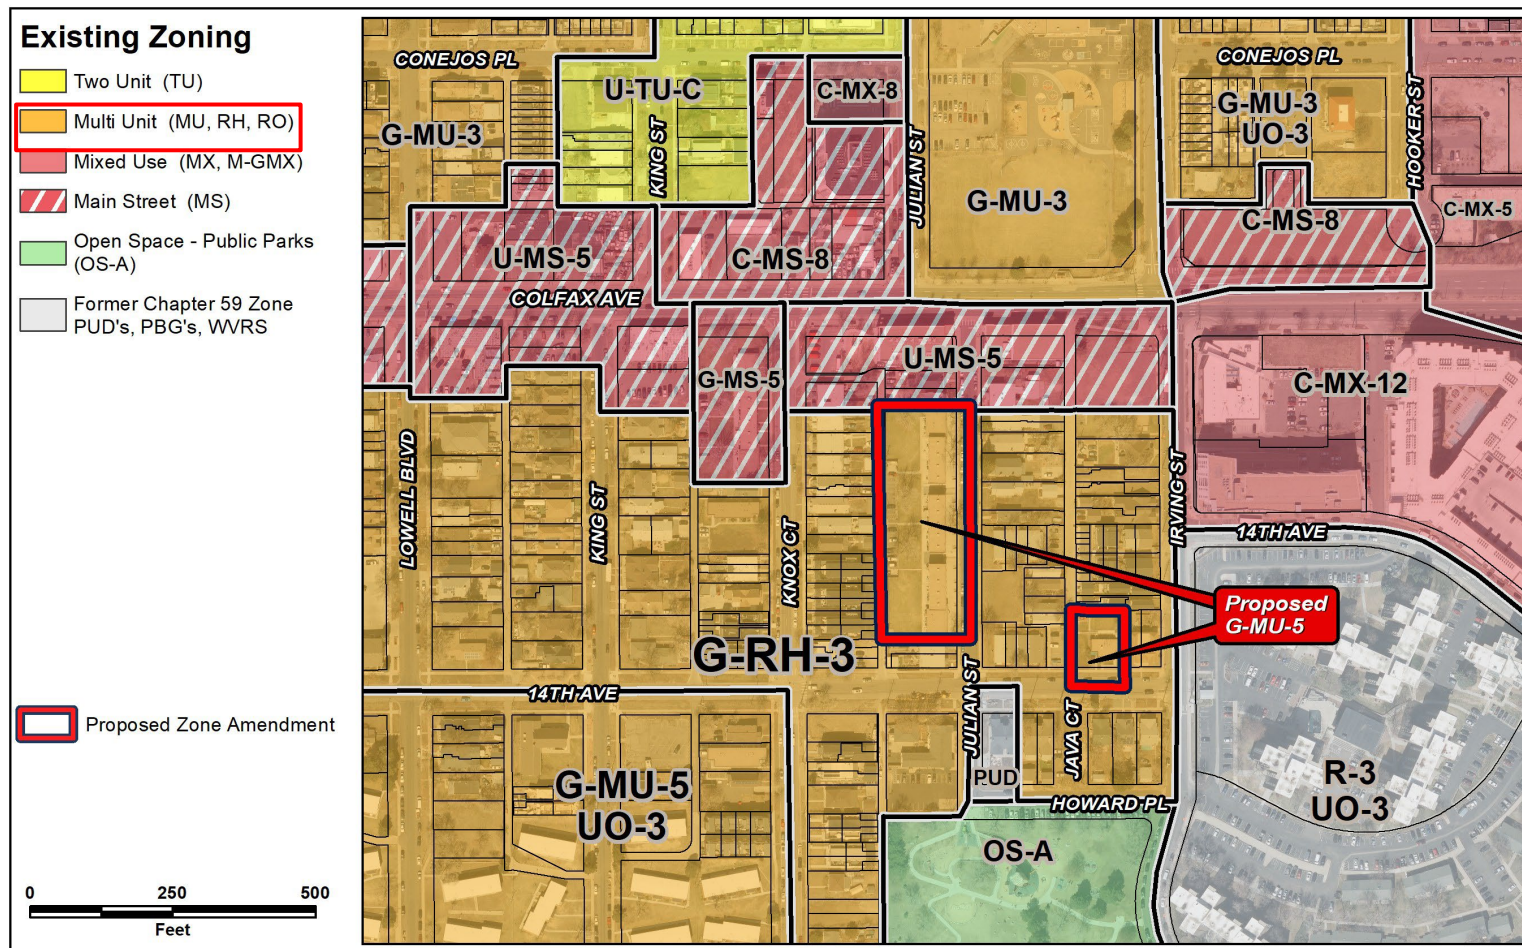 Existing Zoning
Two Unit (TU)
Multi Unit (MU, RH, RO)
Mixed Use (MX, M-GMX)
Main Street (MS)
Open Space - Public Parks
(OS-A)
Former Chapter 59 Zone
PUD's, PBG's, WVRS
Proposed Zone Amendment
0 250 500
Feet
CONEJOS PL
U-TU-C
C-MX-8
G-MU-3
KING ST
JULIAN ST
G-MU-3
CONEJOS PL
G-MU-3
UO-3
HOOKER ST
C-MX-5
U-MS-5
C-MS-8
C-MS-8
COLFAX AVE
G-MS-5
U-MS-5
C-MX-12
LOWELL BLVD
KING ST
KNOX CT
IRVING ST
14TH AVE
Proposed
G-MU-5
G-RH-3
14TH AVE
JULIAN ST
JAVA CT
PUD
HOWARD PL
G-MU-5
UO-3
OS-A
R-3
UO-3